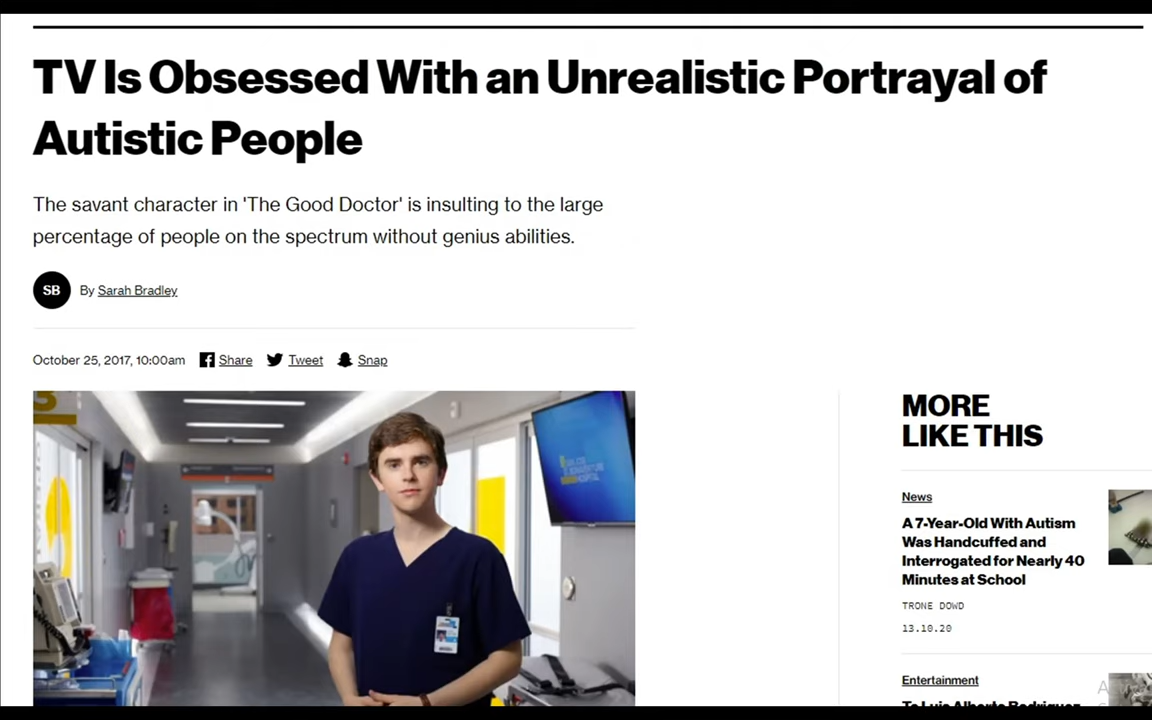 TV Is Obsessed With an Unrealistic Portrayal of
Autistic People
The savant character in 'The Good Doctor' is insulting to the large
percentage of people on the spectrum without genius abilities.
SB
By Sarah Bradley
October 25, 2017, 10:00am
Share
Tweet
Snap
MORE
LIKE THIS
News
A 7-Year-Old With Autism
Was Handcuffed and
Interrogated for Nearly 40
Minutes at School
TRONE DOWD
13.10.20
Entertainment